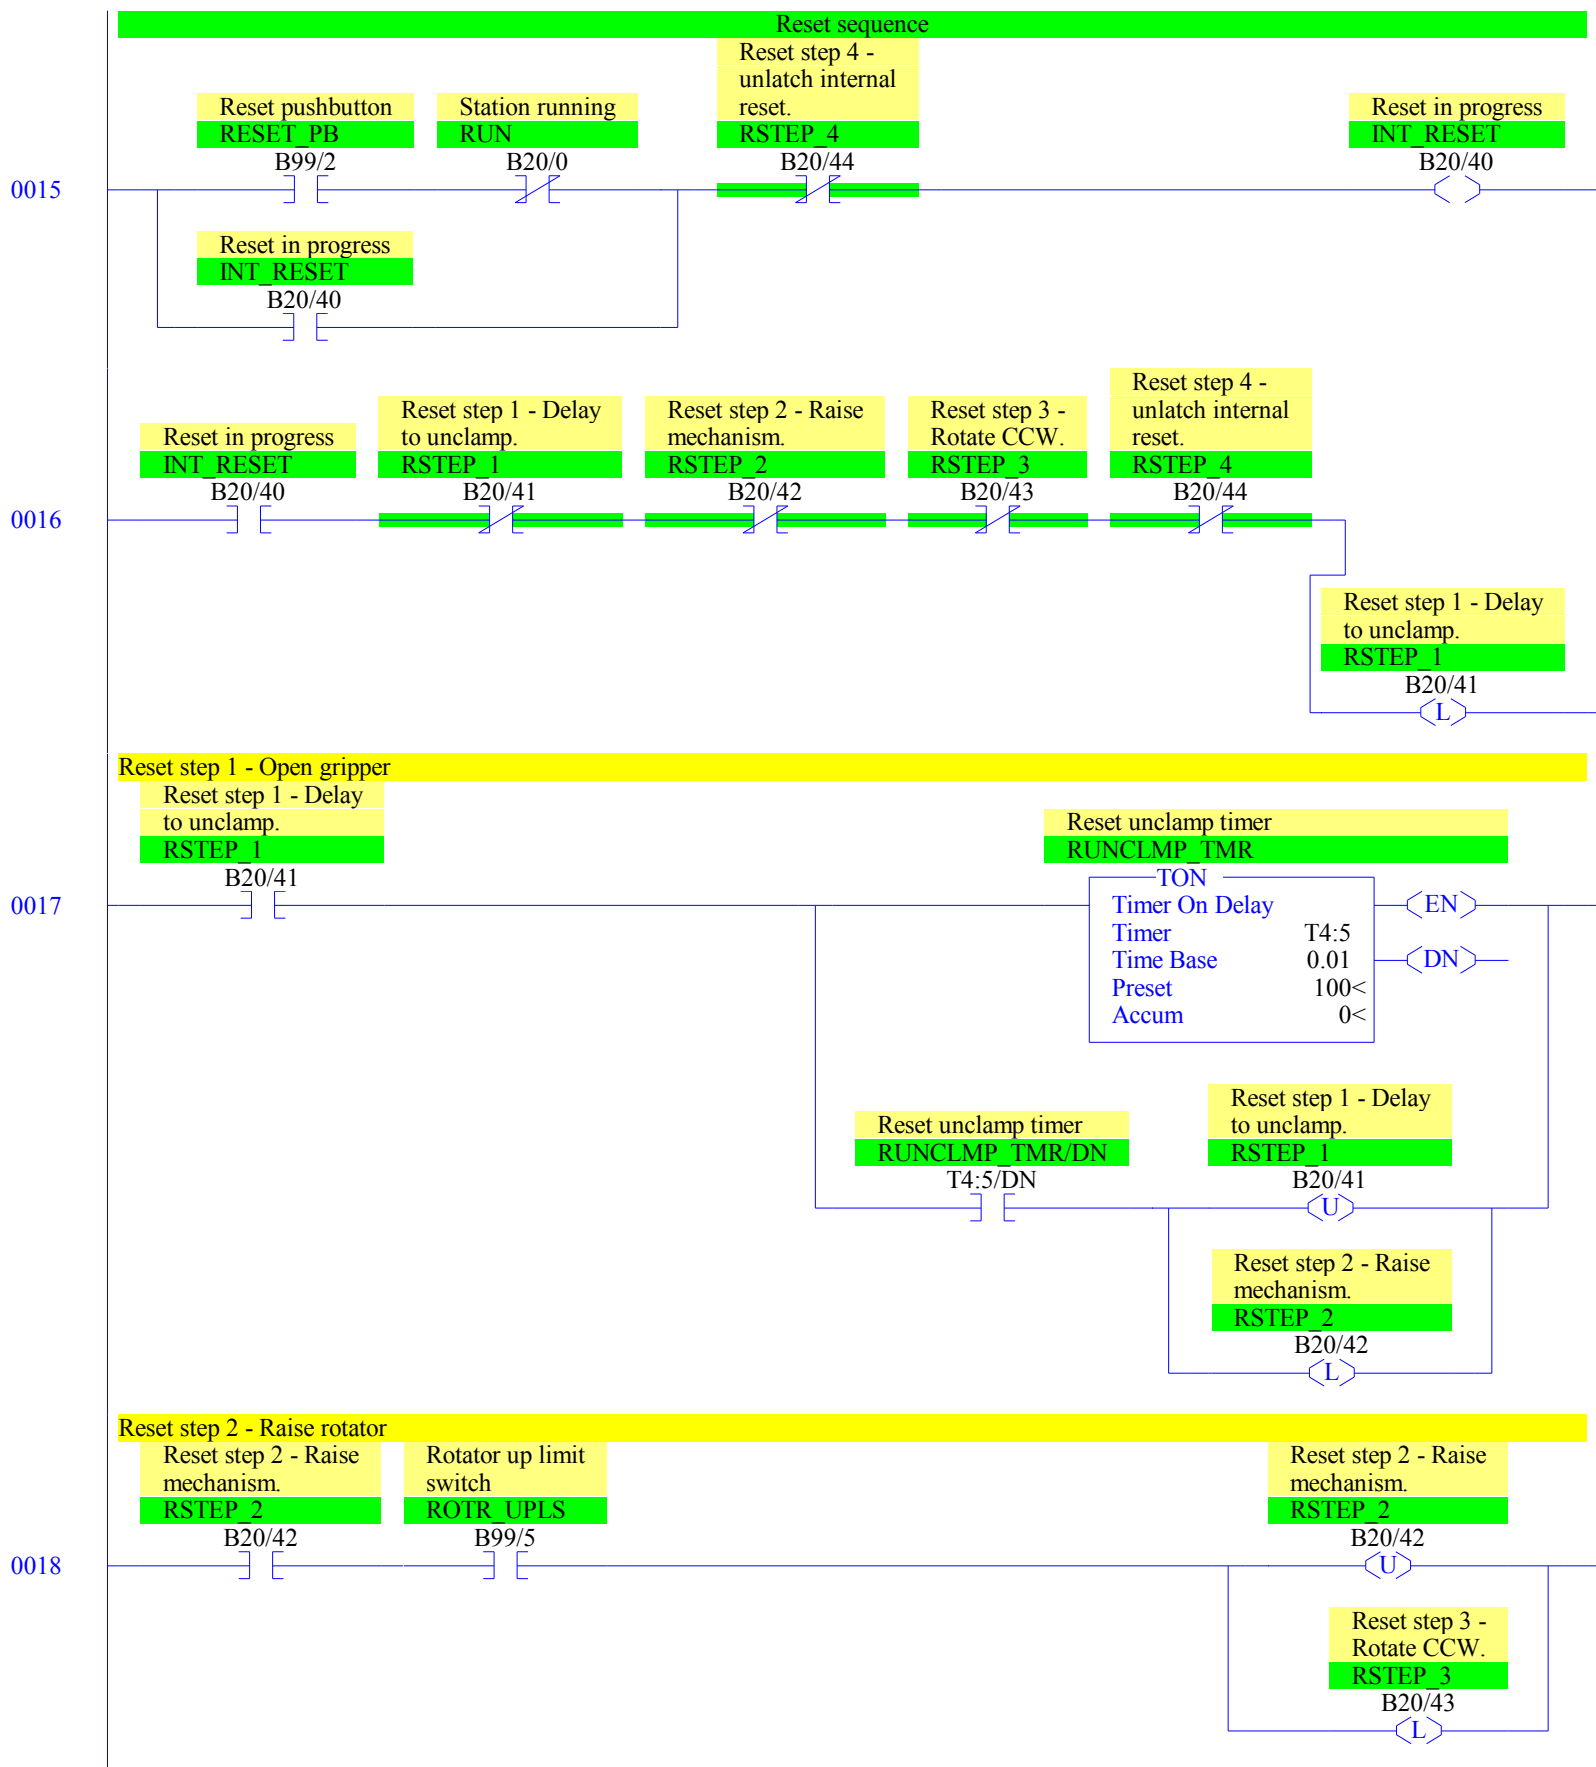 Reset sequence
Reset pushbutton
RESET_PB
B99/2
Station running
RUN
B20/0
Reset step 4 -
unlatch internal
reset.
RSTEP_4
B20/44
Reset in progress
INT_RESET
B20/40
0015
Reset in progress
INT_RESET
B20/40
Reset in progress
INT_RESET
B20/40
Reset step 1 - Delay
to unclamp.
RSTEP_1
B20/41
Reset step 2 - Raise
mechanism.
RSTEP_2
B20/42
Reset step 3 -
Rotate CCW.
RSTEP_3
B20/43
Reset step 4 -
unlatch internal
reset.
RSTEP_4
B20/44
0016
Reset step 1 - Delay
to unclamp.
RSTEP_1
B20/41
L
Reset step 1 - Open gripper
Reset step 1 - Delay
to unclamp.
RSTEP_1
B20/41
0017
Reset unclamp timer
RUNCLMP_TMR
TON
Timer On Delay
Timer T4:5
Time Base 0.01
Preset 100<
Accum 0<
EN
DN
Reset unclamp timer
RUNCLMP_TMR/DN
T4:5/DN
Reset step 1 - Delay
to unclamp.
RSTEP_1
B20/41
U
Reset step 2 - Raise
mechanism.
RSTEP_2
B20/42
L
Reset step 2 - Raise rotator
Reset step 2 - Raise
mechanism.
RSTEP_2
B20/42
Rotator up limit
switch
ROTR_UPLS
B99/5
Reset step 2 - Raise
mechanism.
RSTEP_2
B20/42
0018
U
Reset step 3 -
Rotate CCW.
RSTEP_3
B20/43
L